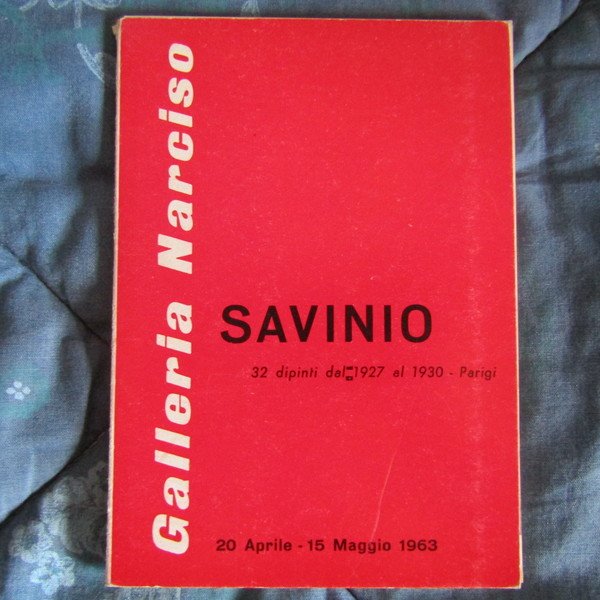 Galleria Narciso
SAVINIO
32 dipinti dal 1927 al 1930 - Parigi
20 Aprile - 15 Maggio 1963